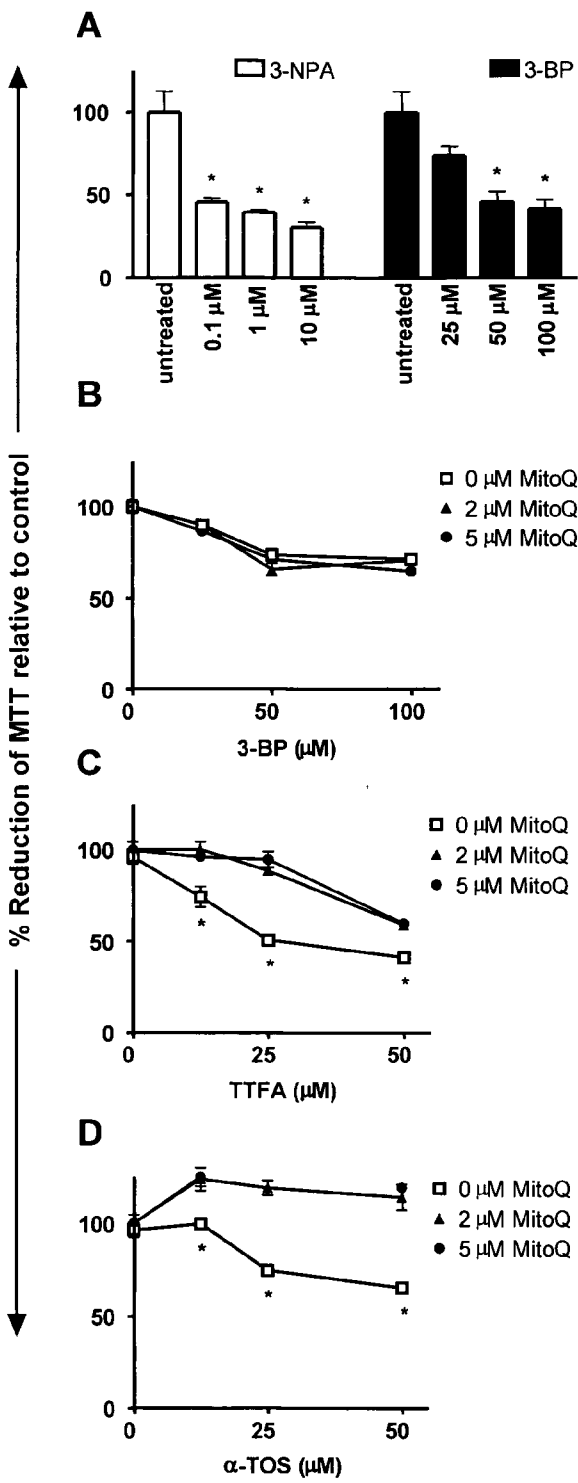 % Reduction of MTT relative to control
A
3-NPA
3-BP
100
50
0
untreated
0.1 µM
1 µM
10 µM
untreated
25 µM
50 µM
100 µM
* * * * *
B
100
50
0
0 50 100
3-BP (µM)
0 µM MitoQ
2 µM MitoQ
5 µM MitoQ
C
100
50
0
0 25 50
TTFA (µM)
0 µM MitoQ
2 µM MitoQ
5 µM MitoQ
* * *
D
100
50
0
0 25 50
α-TOS (µM)
0 µM MitoQ
2 µM MitoQ
5 µM MitoQ
* * *